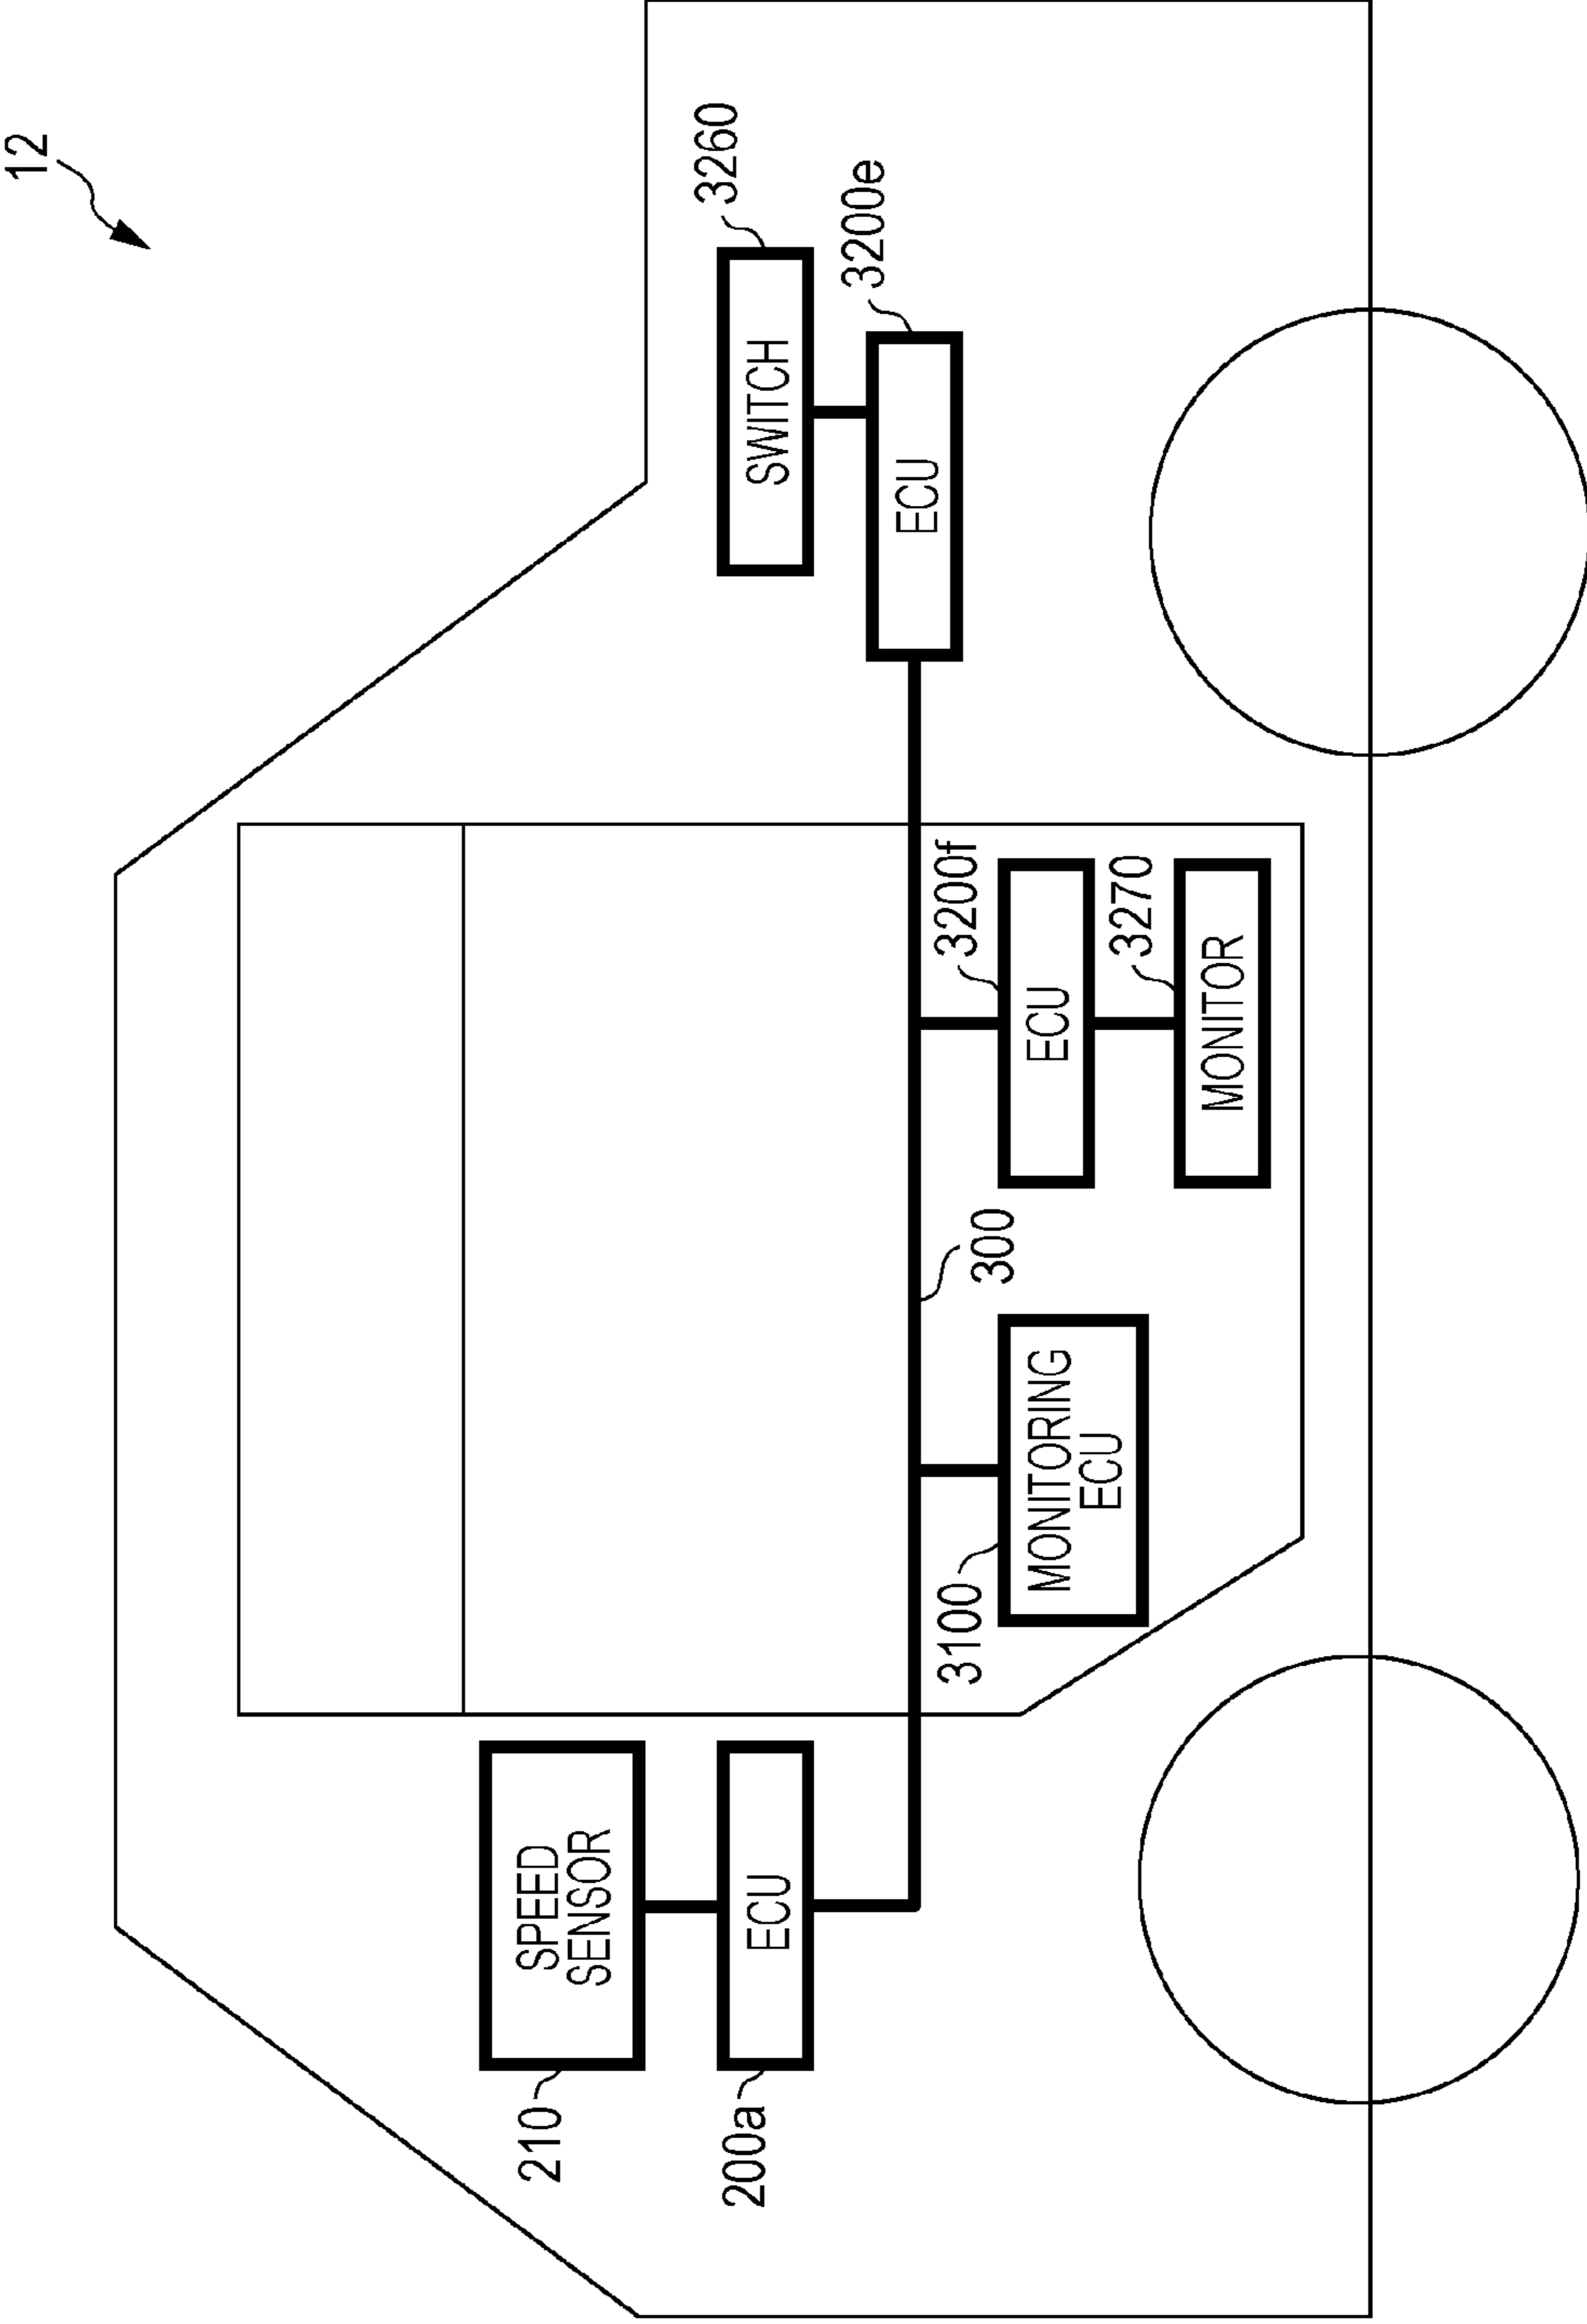 12
210
SPEED
SENSOR
3260
SWITCH
200a
ECU
3200e
ECU
300
3100
MONITORING
ECU
3200f
ECU
3270
MONITOR